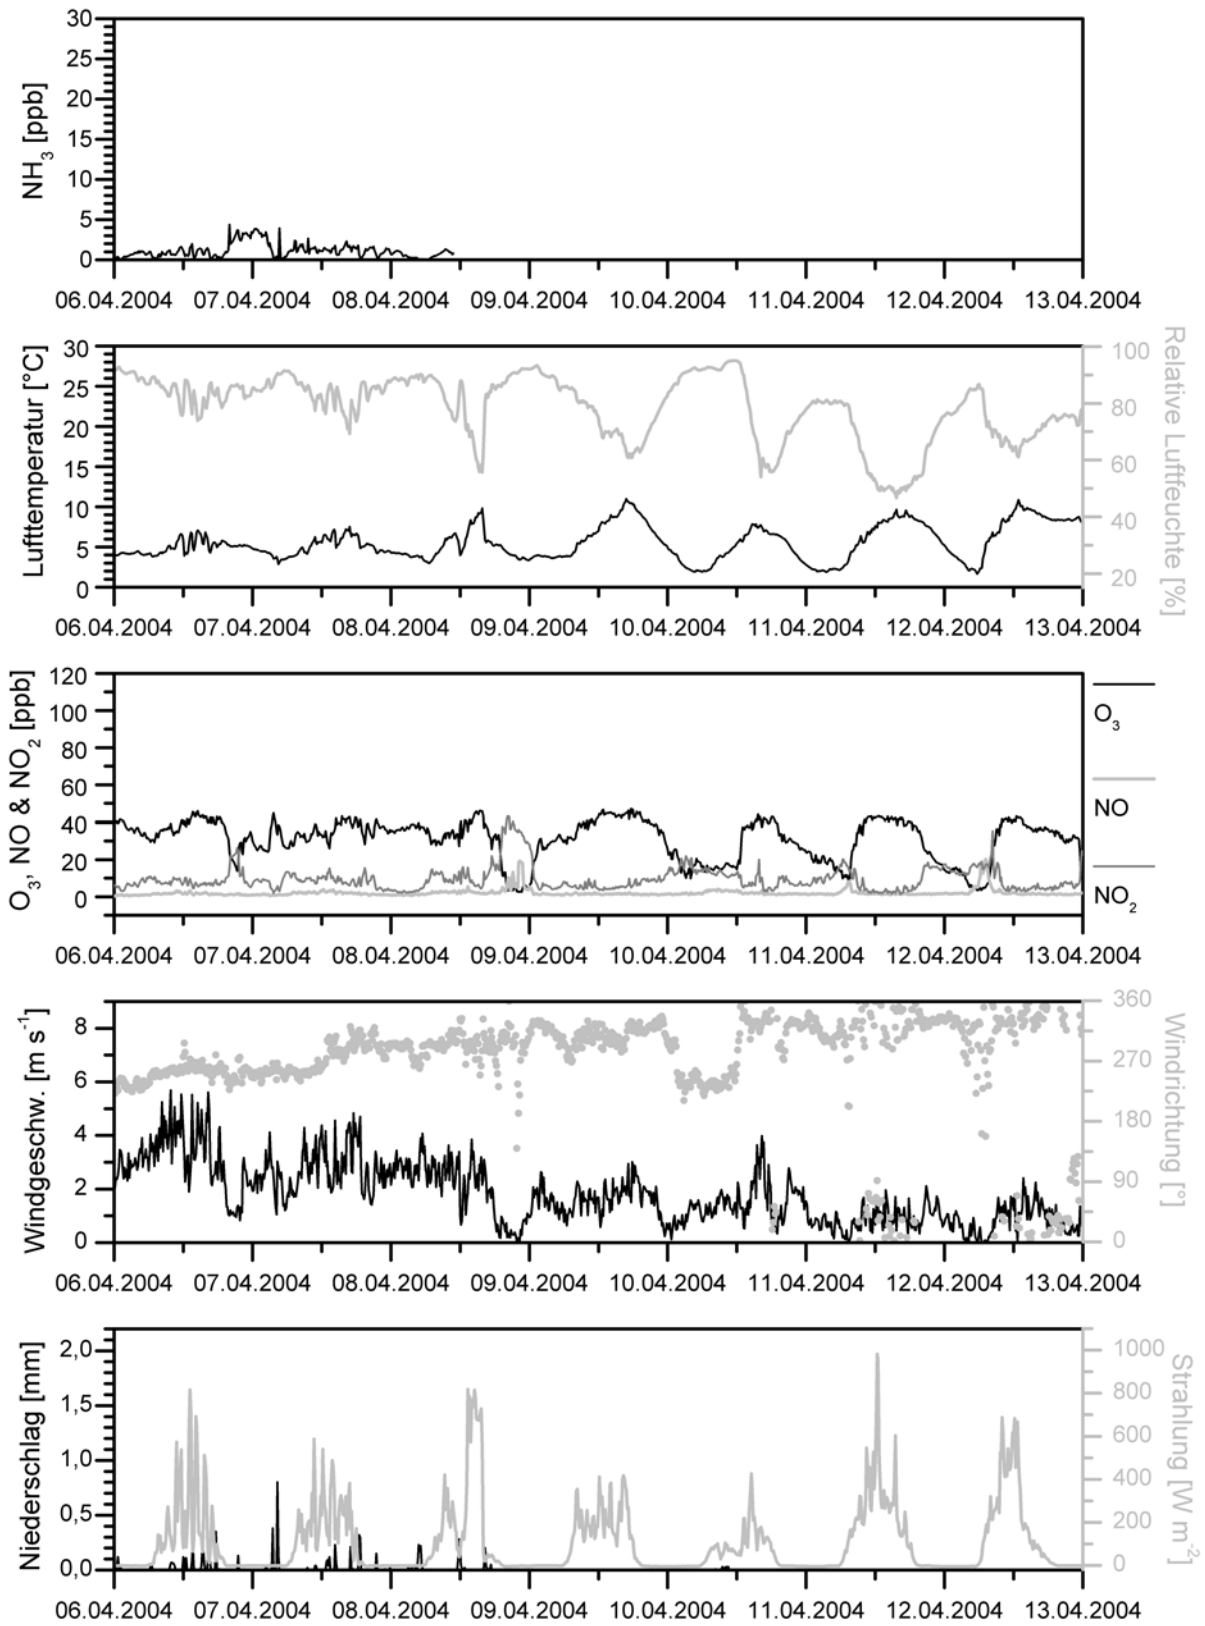 30
25
20
15
10
5
0
NH3 [ppb]
06.04.2004 07.04.2004 08.04.2004 09.04.2004 10.04.2004 11.04.2004 12.04.2004 13.04.2004
30
25
20
15
10
5
0
Lufttemperatur [°C]
100
80
60
40
20
Relative Luftfeuchte [%]
06.04.2004 07.04.2004 08.04.2004 09.04.2004 10.04.2004 11.04.2004 12.04.2004 13.04.2004
120
100
80
60
40
20
0
O3, NO & NO2 [ppb]
O3
NO
NO2
06.04.2004 07.04.2004 08.04.2004 09.04.2004 10.04.2004 11.04.2004 12.04.2004 13.04.2004
8
6
4
2
0
Windgeschw. [m s-1]
360
270
180
90
0
Windrichtung [°]
06.04.2004 07.04.2004 08.04.2004 09.04.2004 10.04.2004 11.04.2004 12.04.2004 13.04.2004
2,0
1,5
1,0
0,5
0,0
Niederschlag [mm]
1000
800
600
400
200
0
Strahlung [W m-2]
06.04.2004 07.04.2004 08.04.2004 09.04.2004 10.04.2004 11.04.2004 12.04.2004 13.04.2004